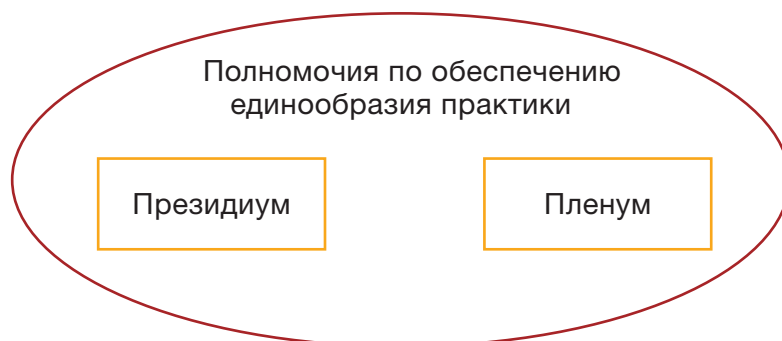 Полномочия по обеспечению
единообразия практики
Президиум
Пленум